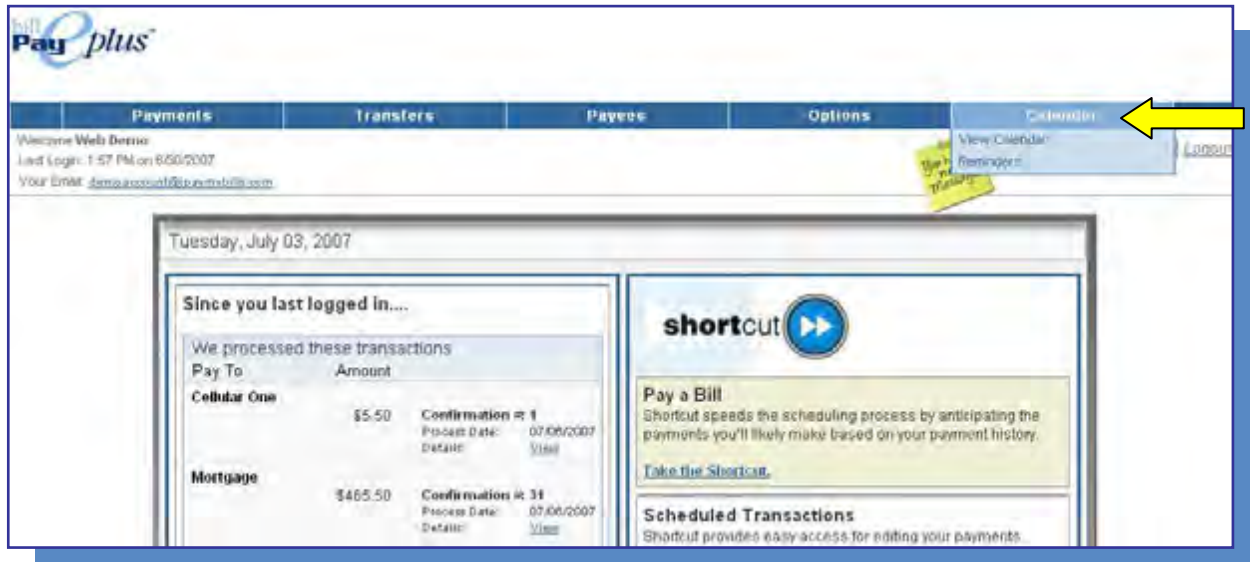 bill
Pay plus
Payments Transfers Payees Options Calendar
Welcome Web Demo
Last Login: 1:57 PM on 6/30/2007
Your Email:
View Calendar
Reminders
Logout
Tuesday, July 03, 2007
Since you last logged in....
We processed these transactions
Pay To Amount
Cellular One
$5.50 Confirmation #: 1
Process Date: 07/06/2007
Details: View
Mortgage
$465.50 Confirmation #: 31
Process Date: 07/06/2007
Details: View
shortcut
Pay a Bill
Shortcut speeds the scheduling process by anticipating the
payments you'll likely make based on your payment history.
Take the Shortcut.
Scheduled Transactions
Shortcut provides easy access for editing your payments